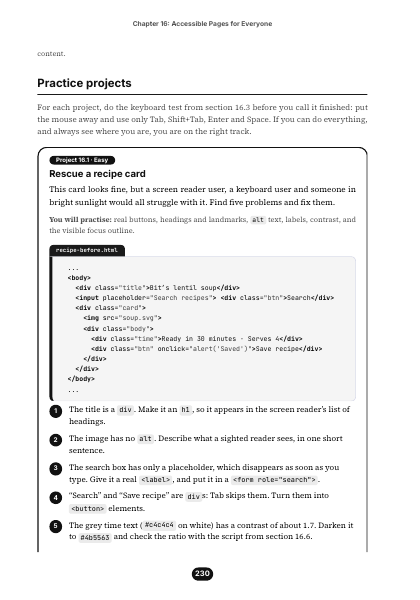 Chapter 16: Accessible Pages for Everyone
content.
Practice projects
For each project, do the keyboard test from section 16.3 before you call it finished: put
the mouse away and use only Tab, Shift+Tab, Enter and Space. If you can do everything,
and always see where you are, you are on the right track.
Project 16.1 · Easy
Rescue a recipe card
This card looks fine, but a screen reader user, a keyboard user and someone in
bright sunlight would all struggle with it. Find five problems and fix them.
You will practise: real buttons, headings and landmarks, alt text, labels, contrast, and
the visible focus outline.
recipe-before.html
...
<body>
<div class="title">Bit's lentil soup</div>
<input placeholder="Search recipes"> <div class="btn">Search</div>
<div class="card">
<img src="soup.svg">
<div class="body">
<div class="time">Ready in 30 minutes · Serves 4</div>
<div class="btn" onclick="alert('Saved')">Save recipe</div>
</div>
</div>
</body>
...
1 The title is a div. Make it an h1, so it appears in the screen reader's list of
headings.
2 The image has no alt. Describe what a sighted reader sees, in one short
sentence.
3 The search box has only a placeholder, which disappears as soon as you
type. Give it a real <label>, and put it in a <form role="search">.
4 “Search” and “Save recipe” are divs: Tab skips them. Turn them into
<button> elements.
5 The grey time text (#c4c4c4 on white) has a contrast of about 1.7. Darken it
to #4b5563 and check the ratio with the script from section 16.6.
230